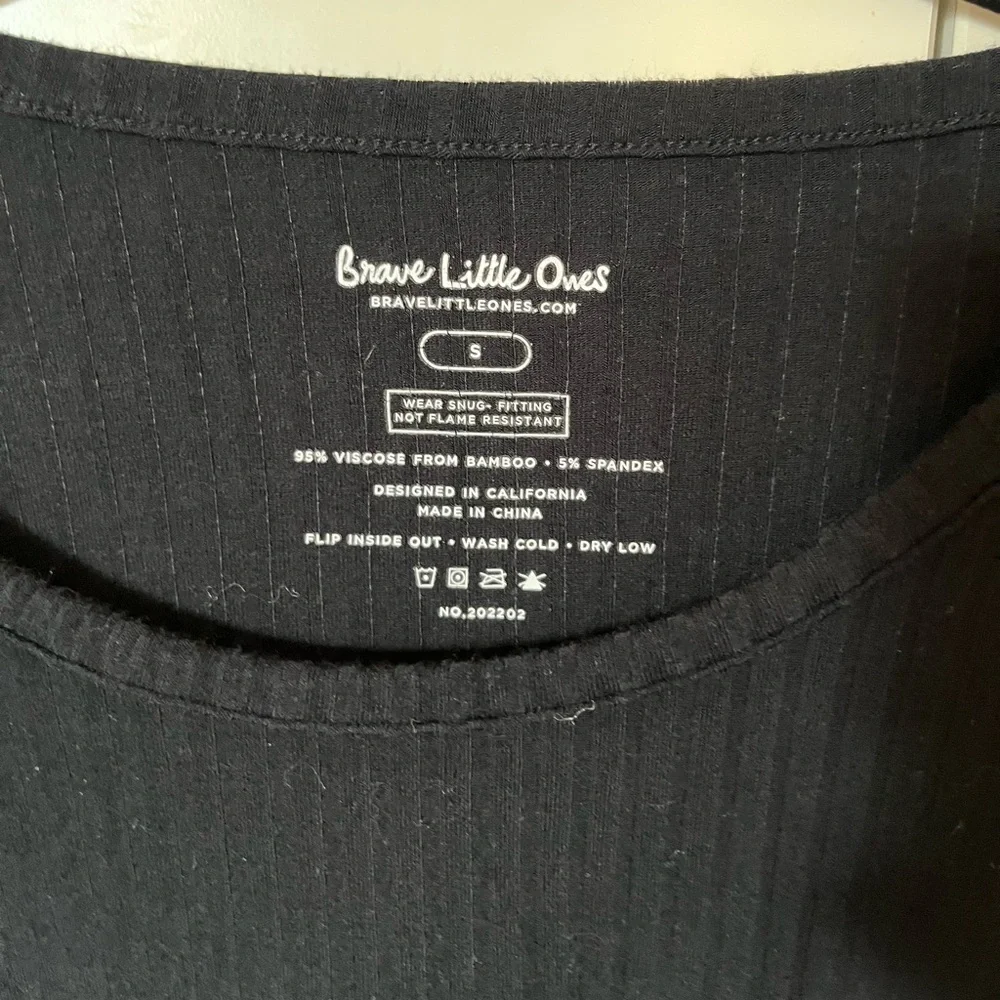 Brave Little Ones
BRAVELITTLEONES.COM
S
WEAR SNUG- FITTING
NOT FLAME RESISTANT
95% VISCOSE FROM BAMBOO • 5% SPANDEX
DESIGNED IN CALIFORNIA
MADE IN CHINA
FLIP INSIDE OUT • WASH COLD • DRY LOW
NO.202202